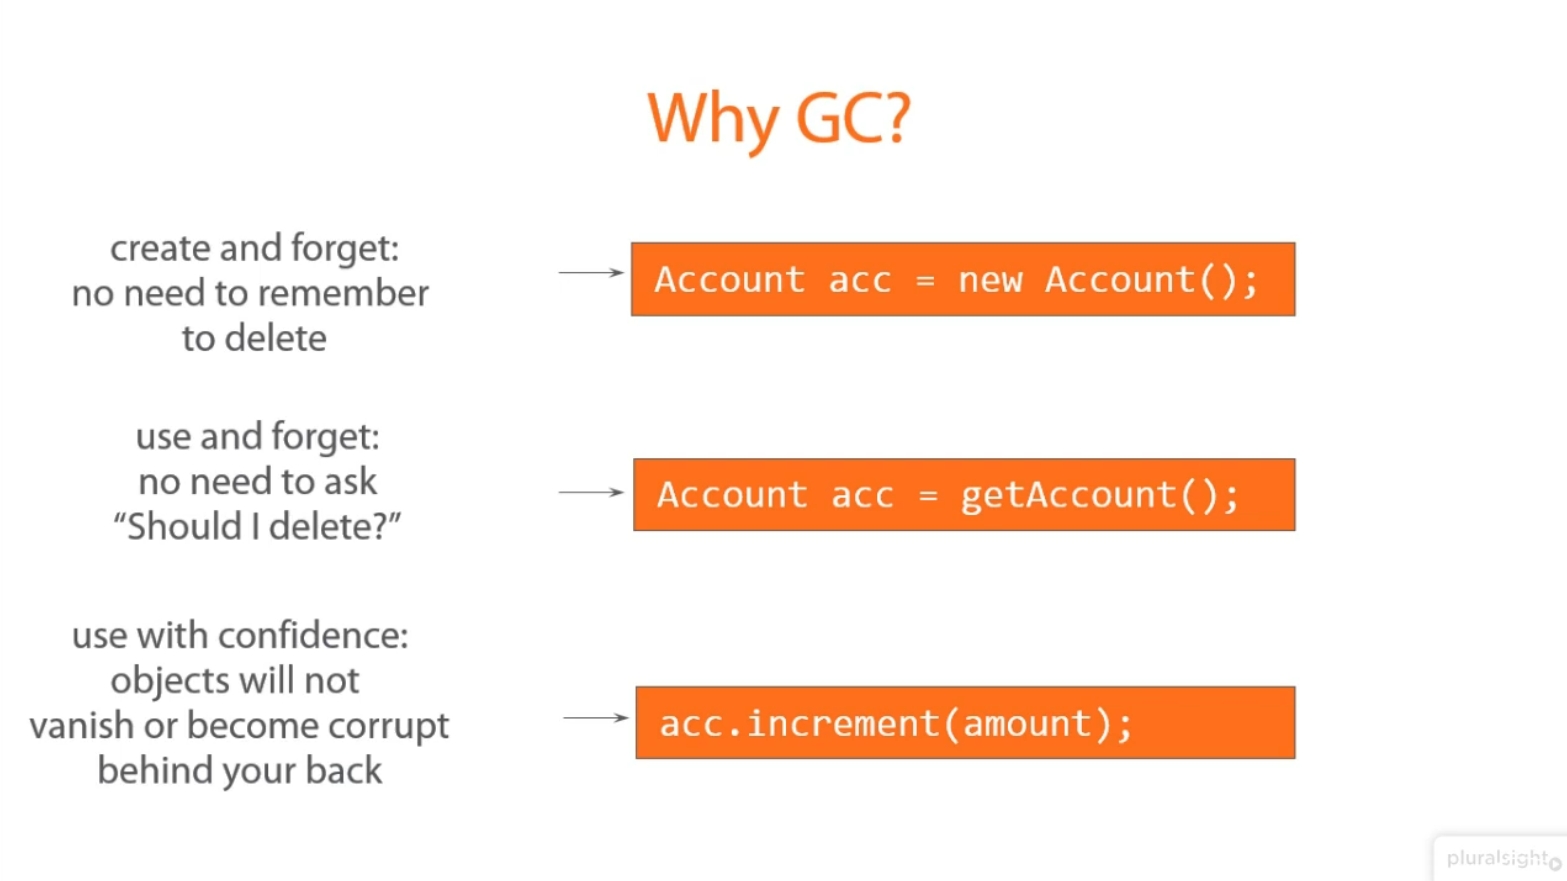 Why GC?
create and forget:
no need to remember
to delete
Account acc = new Account();
use and forget:
no need to ask
“Should I delete?”
Account acc = getAccount();
use with confidence:
objects will not
vanish or become corrupt
behind your back
acc.increment(amount);
pluralsight